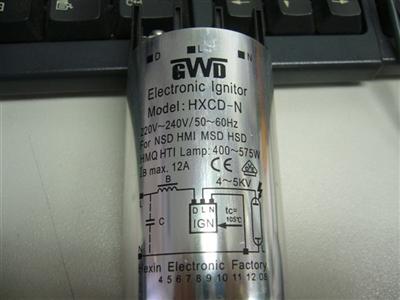 D L N
GWD
Electronic Ignitor
Model: HXCD-N
220V~240V/50~60Hz
For NSD HMI MSD HSD
HMQ HTI Lamp: 400~575W
IB max. 12A CE
4~5KV
B
L
D L N
IGN
tc=
105°C
C
N
Hexin Electronic Factory
4 5 6 7 8 9 10 11 12 08